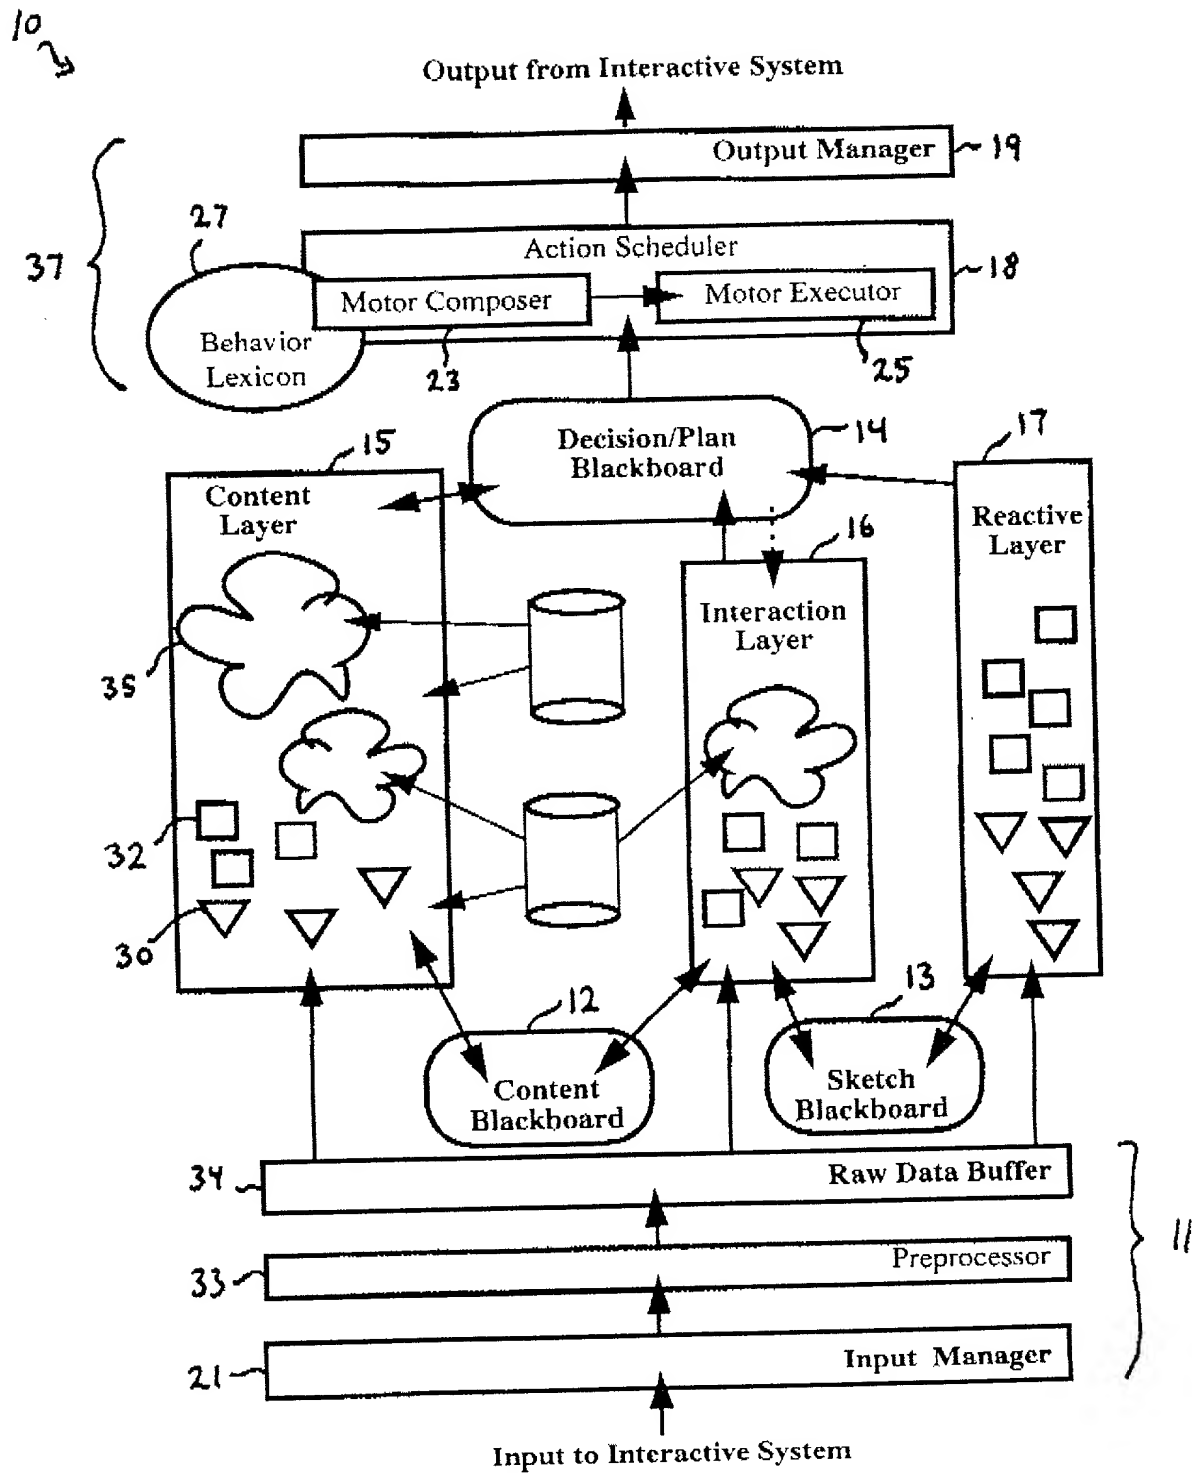 10
Output from Interactive System
Output Manager
19
37
27
Action Scheduler
18
Motor Composer
Motor Executor
Behavior
Lexicon
23
25
Decision/Plan
Blackboard
14
15
17
Content
Layer
Reactive
Layer
16
Interaction
Layer
35
32
30
12
13
Content
Blackboard
Sketch
Blackboard
34
Raw Data Buffer
11
33
Preprocessor
21
Input Manager
Input to Interactive System